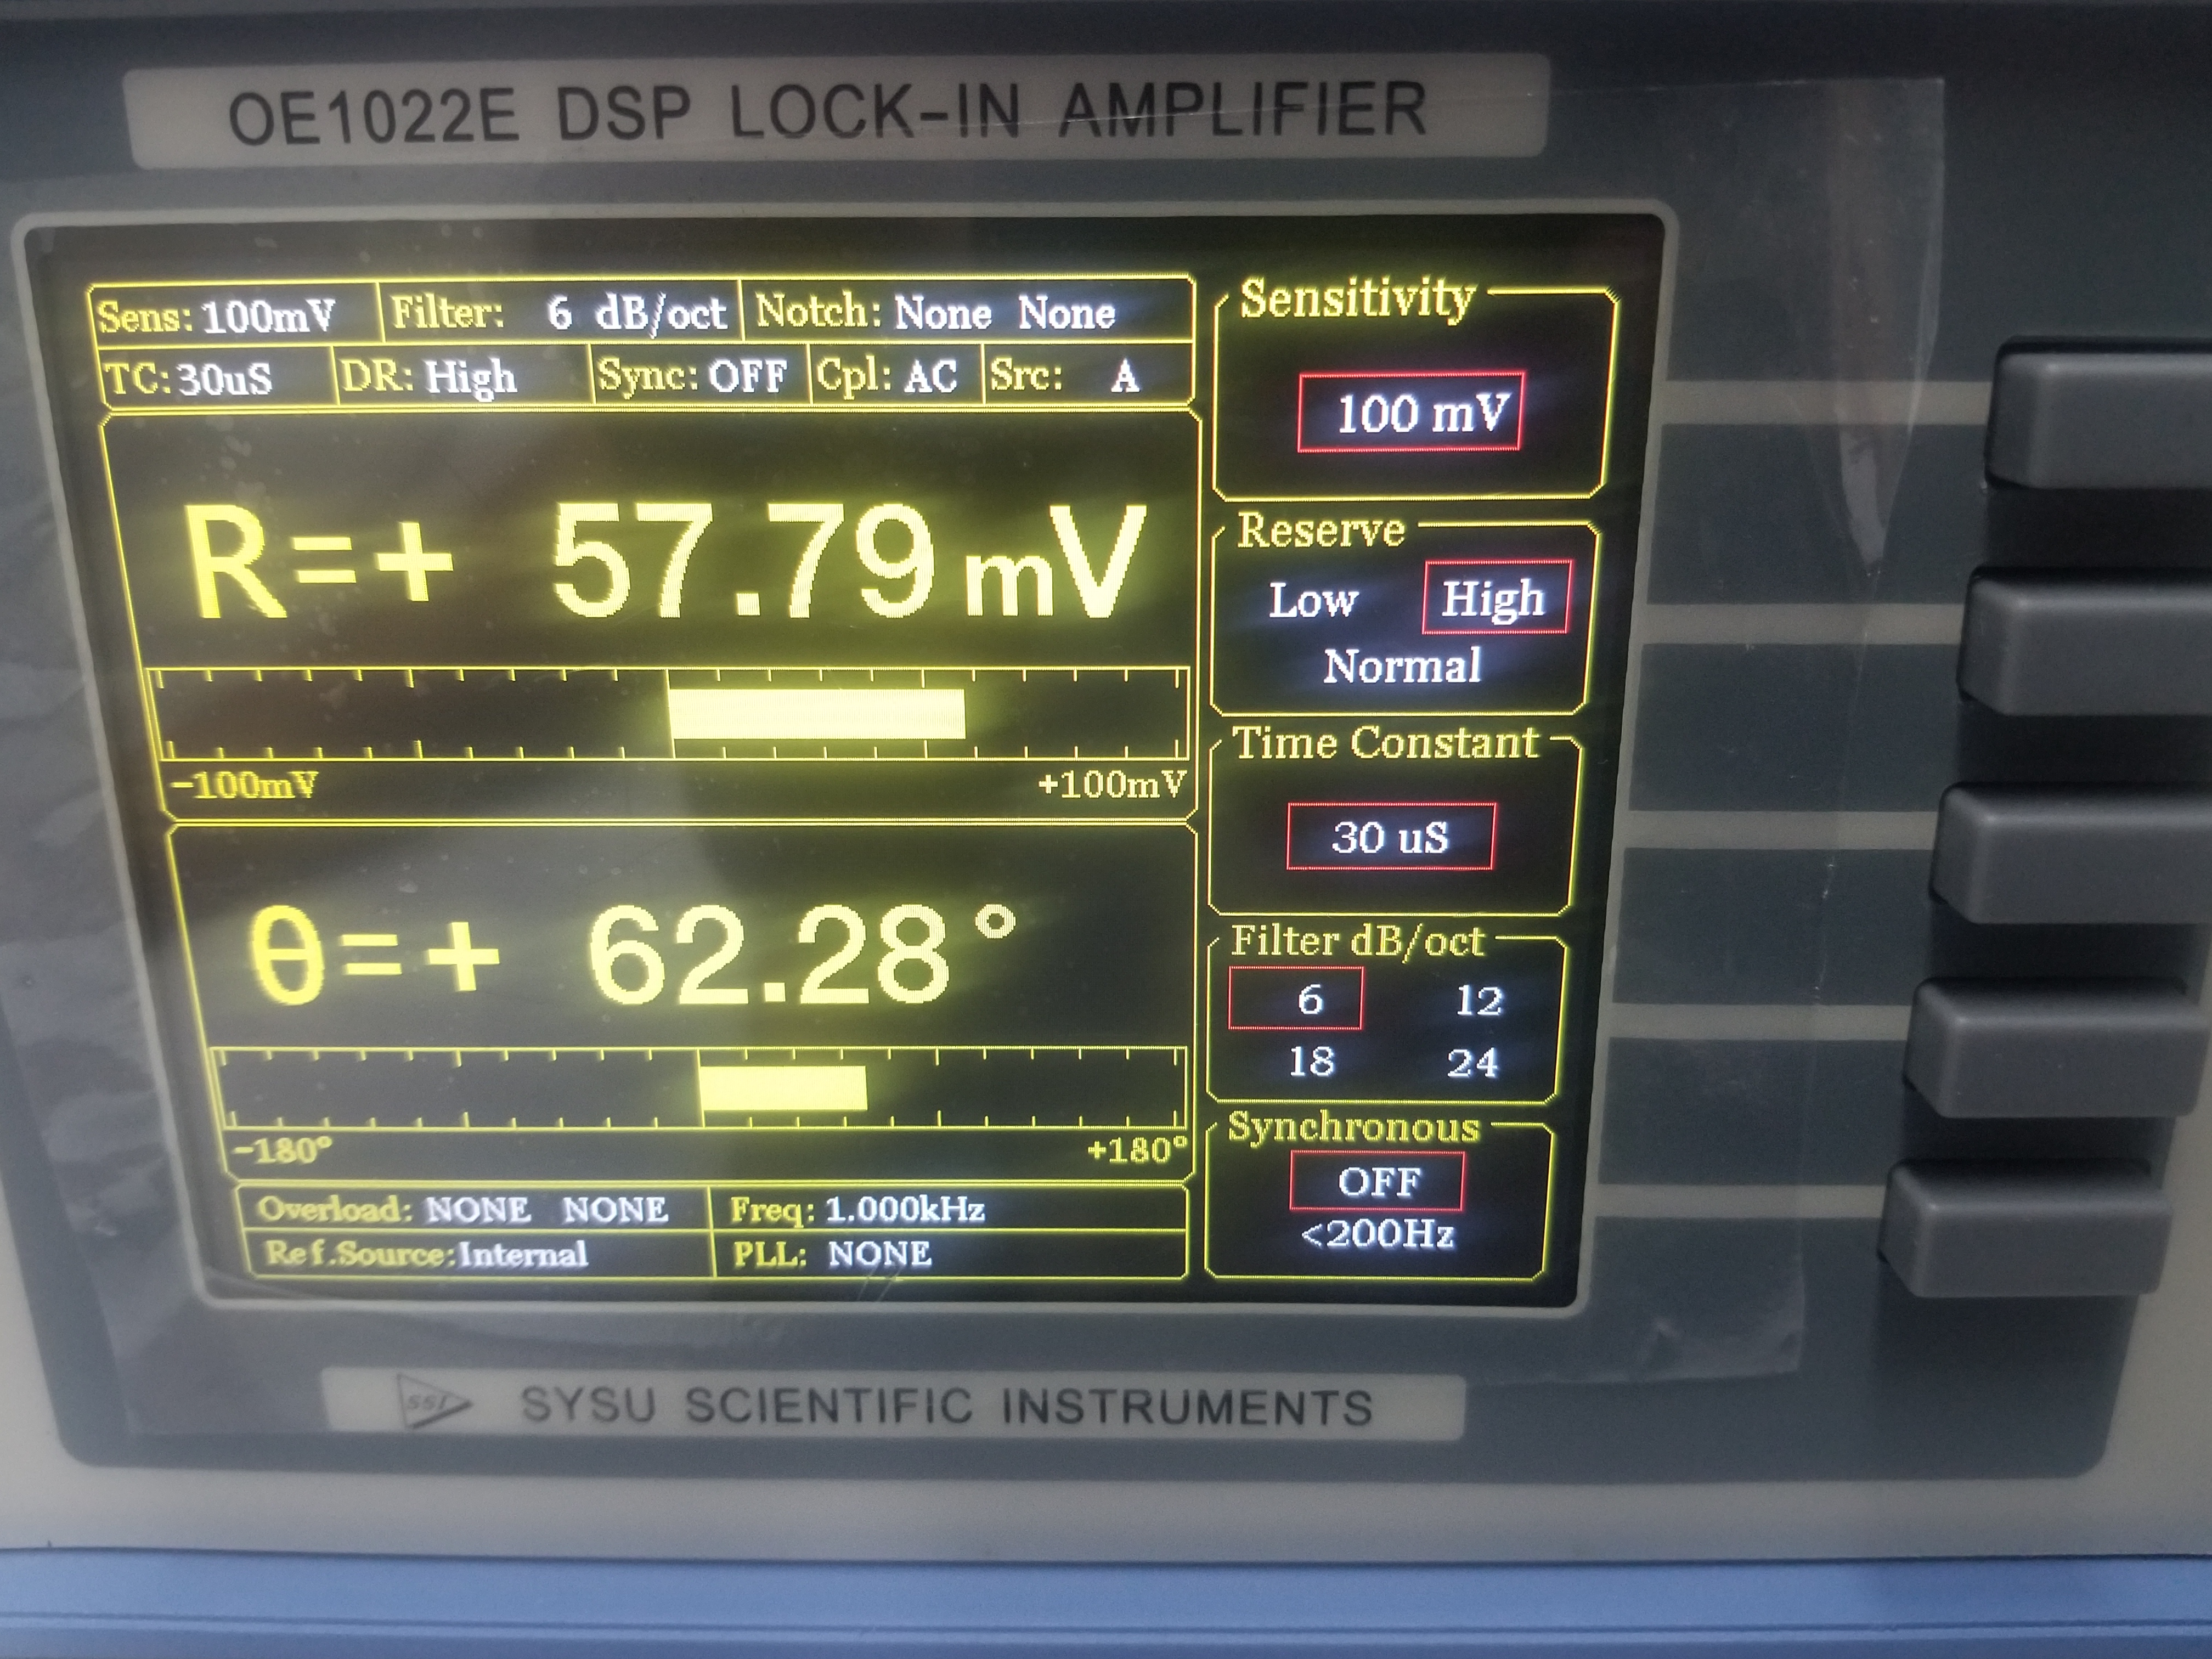 OE1022E DSP LOCK-IN AMPLIFIER
Sens: 100mV Filter: 6 dB/oct Notch: None None
TC: 30uS DR: High Sync: OFF Cpl: AC Src: A
R=+ 57.79 mV
-100mV +100mV
θ=+ 62.28°
-180° +180°
Overload: NONE NONE Freq: 1.000kHz
Ref.Source: Internal PLL: NONE
Sensitivity
100 mV
Reserve
Low High
Normal
Time Constant
30 uS
Filter dB/oct
6 12
18 24
Synchronous
OFF
<200Hz
SSI SYSU SCIENTIFIC INSTRUMENTS